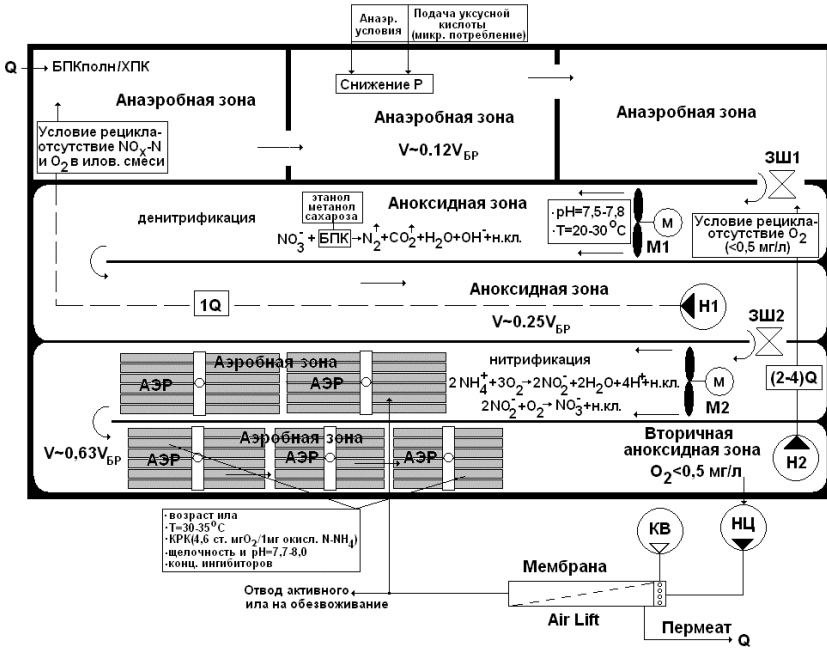 Анаэр.
условия
Подача уксусной
кислоты
(микр. потребление)
Q
БПКполн/ХПК
Снижение Р
Анаэробная зона
Анаэробная зона
V~0.12VБР
Анаэробная зона
Условие рецикла-
отсутствие NOX-N
и O2 в илов. смеси
ЗШ1
денитрификация
этанол
метанол
сахароза
Аноксидная зона
NO3- + БПК→N2+CO2+H2O+OH-+н.кл.
·pH=7,5-7,8
·T=20-30°C
М
М1
Условие рецикла-
отсутствие O2
(<0,5 мг/л)
Аноксидная зона
1Q
V~0.25VБР
Н1
ЗШ2
Аэробная зона
АЭР
АЭР
нитрификация
2 NH4++3O2→2NO2-+2H2O+4H++н.кл.
2NO2-+O2→NO3-+н.кл.
М
М2
(2-4)Q
V~0,63VБР
Аэробная зона
АЭР
АЭР
АЭР
Вторичная
аноксидная зона
O2<0,5 мг/л
Н2
·возраст ила
·T=30-35°C
·КРК(4,6 ст. мгO2/1мг окисл. N-NH4)
·щелочность и pH=7,7-8,0
·конц. ингибиторов
КВ
НЦ
Мембрана
Отвод активного
ила на обезвоживание
Air Lift
Пермеат
Q